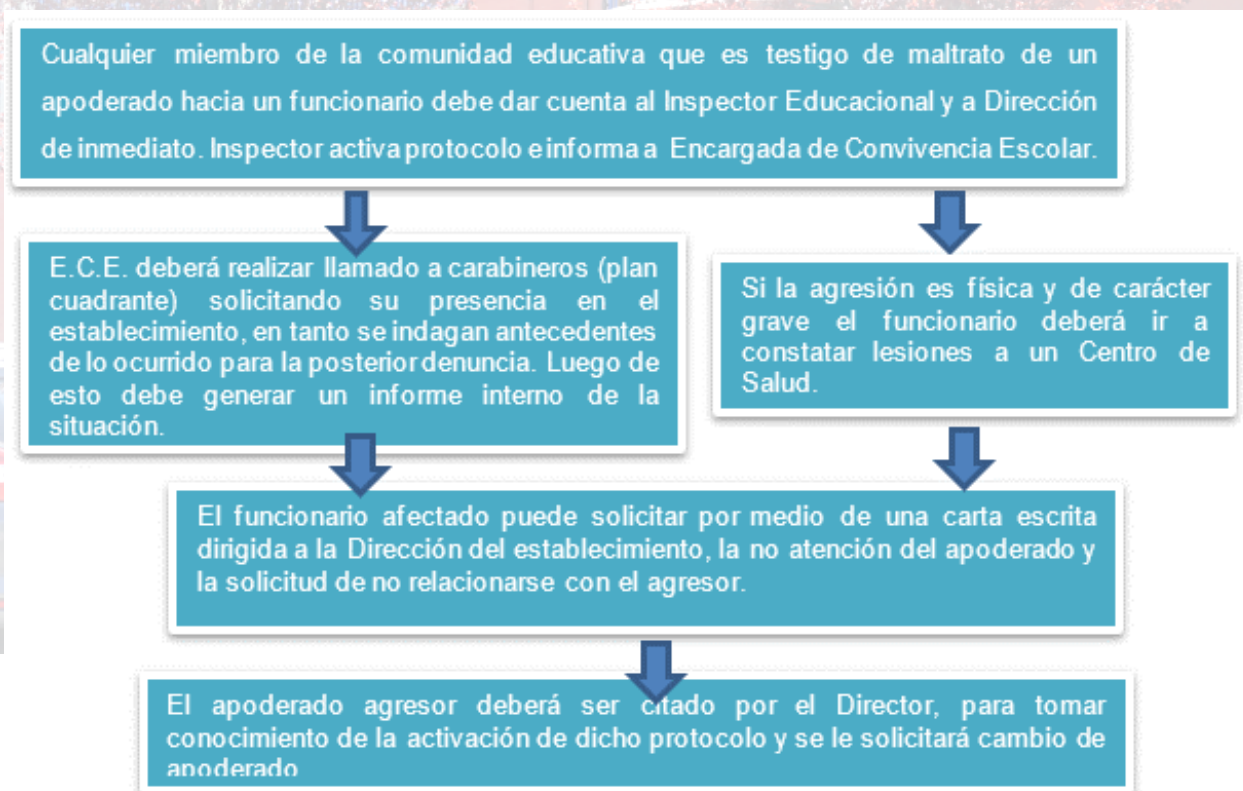 Cualquier miembro de la comunidad educativa que es testigo de maltrato de un
apoderado hacia un funcionario debe dar cuenta al Inspector Educacional y a Dirección
de inmediato. Inspector activa protocolo e informa a Encargada de Convivencia Escolar.
E.C.E. deberá realizar llamado a carabineros (plan
cuadrante) solicitando su presencia en el
establecimiento, en tanto se indagan antecedentes
de lo ocurrido para la posterior denuncia. Luego de
esto debe generar un informe interno de la
situación.
Si la agresión es física y de carácter
grave el funcionario deberá ir a
constatar lesiones a un Centro de
Salud.
El funcionario afectado puede solicitar por medio de una carta escrita
dirigida a la Dirección del establecimiento, la no atención del apoderado y
la solicitud de no relacionarse con el agresor.
El apoderado agresor deberá ser citado por el Director, para tomar
conocimiento de la activación de dicho protocolo y se le solicitará cambio de
apoderado